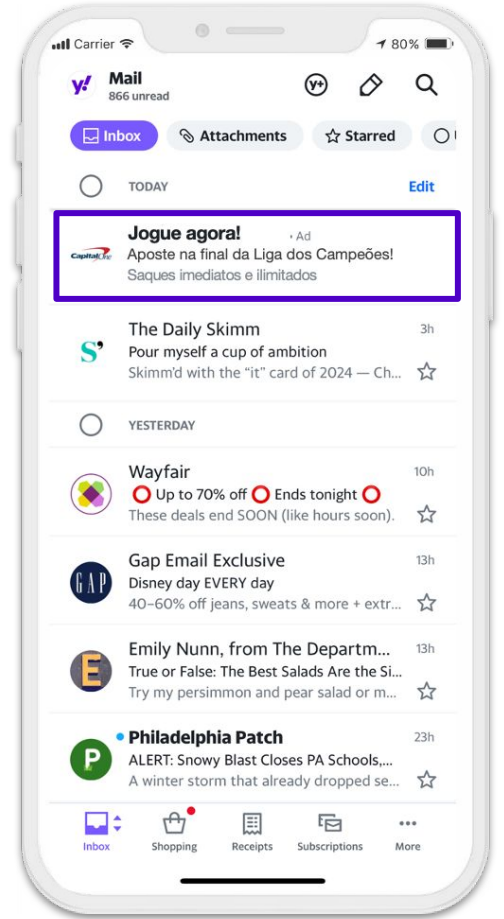 Carrier
80%
y!
Mail
866 unread
y+
Inbox
Attachments
Starred
TODAY
Edit
CapitalOne
Jogue agora!
· Ad
Aposte na final da Liga dos Campeões!
Saques imediatos e ilimitados
S'
The Daily Skimm
3h
Pour myself a cup of ambition
Skimm'd with the “it” card of 2024 — Ch...
YESTERDAY
Wayfair
10h
⭕ Up to 70% off ⭕ Ends tonight ⭕
These deals end SOON (like hours soon).
GAP
Gap Email Exclusive
13h
Disney day EVERY day
40–60% off jeans, sweats & more + extr...
E
Emily Nunn, from The Departm...
13h
True or False: The Best Salads Are the Si...
Try my persimmon and pear salad or m...
P
Philadelphia Patch
23h
ALERT: Snowy Blast Closes PA Schools,...
A winter storm that already dropped se...
Inbox
Shopping
Receipts
Subscriptions
More